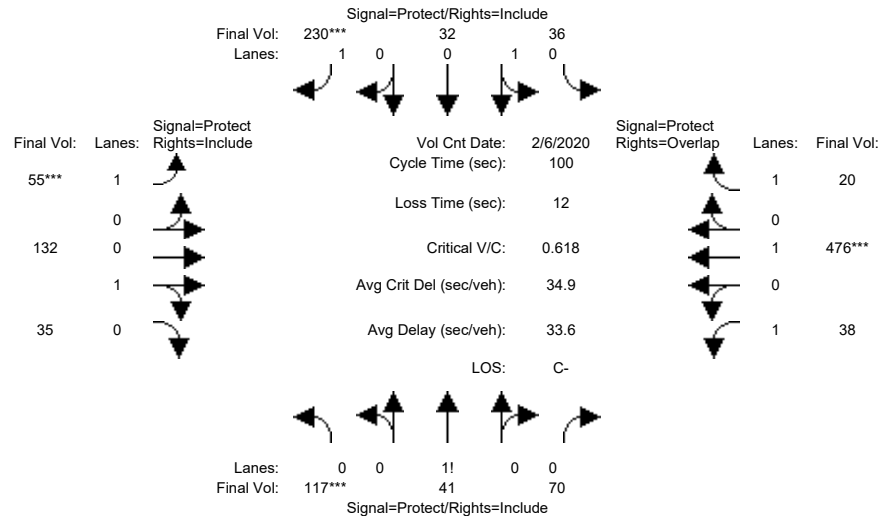 Signal=Protect/Rights=Include
Final Vol: 230*** 32 36
Lanes: 1 0 0 1 0
Signal=Protect
Final Vol: Lanes: Rights=Include
Vol Cnt Date: 2/6/2020
Signal=Protect
Rights=Overlap Lanes: Final Vol:
Cycle Time (sec): 100
55*** 1
1 20
Loss Time (sec): 12
0
0
132 0
Critical V/C: 0.618
1 476***
1
Avg Crit Del (sec/veh): 34.9
0
35 0
Avg Delay (sec/veh): 33.6
1 38
LOS: C-
Lanes: 0 0 1! 0 0
Final Vol: 117*** 41 70
Signal=Protect/Rights=Include